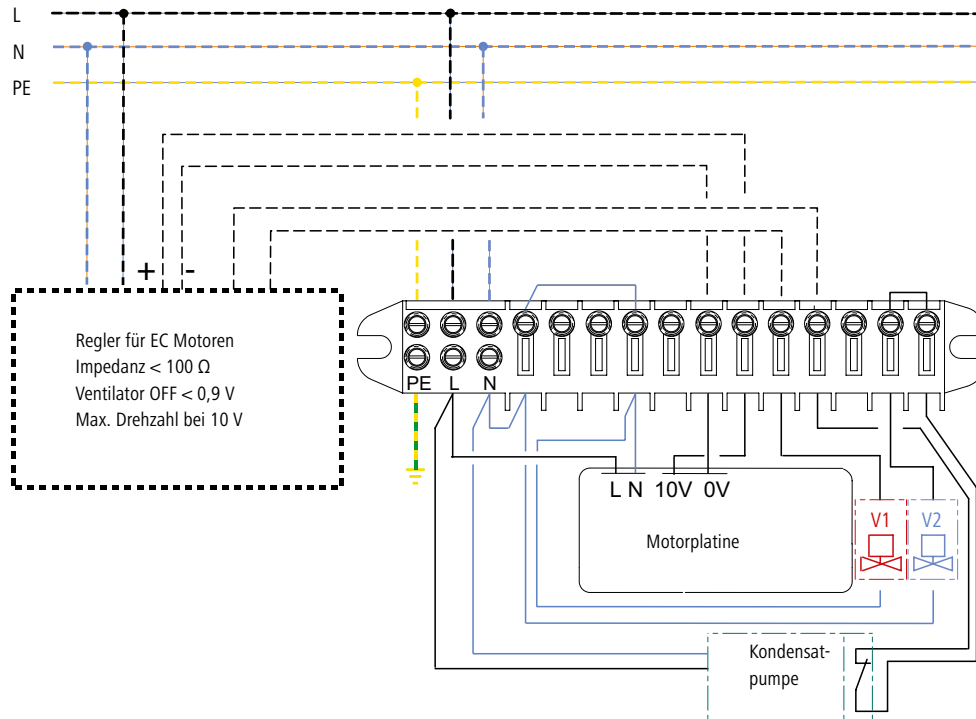 L
N
PE
+ -
Regler für EC Motoren
Impedanz < 100 Ω
Ventilator OFF < 0,9 V
Max. Drehzahl bei 10 V
PE L N
L N 10V 0V
Motorplatine
V1
V2
Kondensat-
pumpe